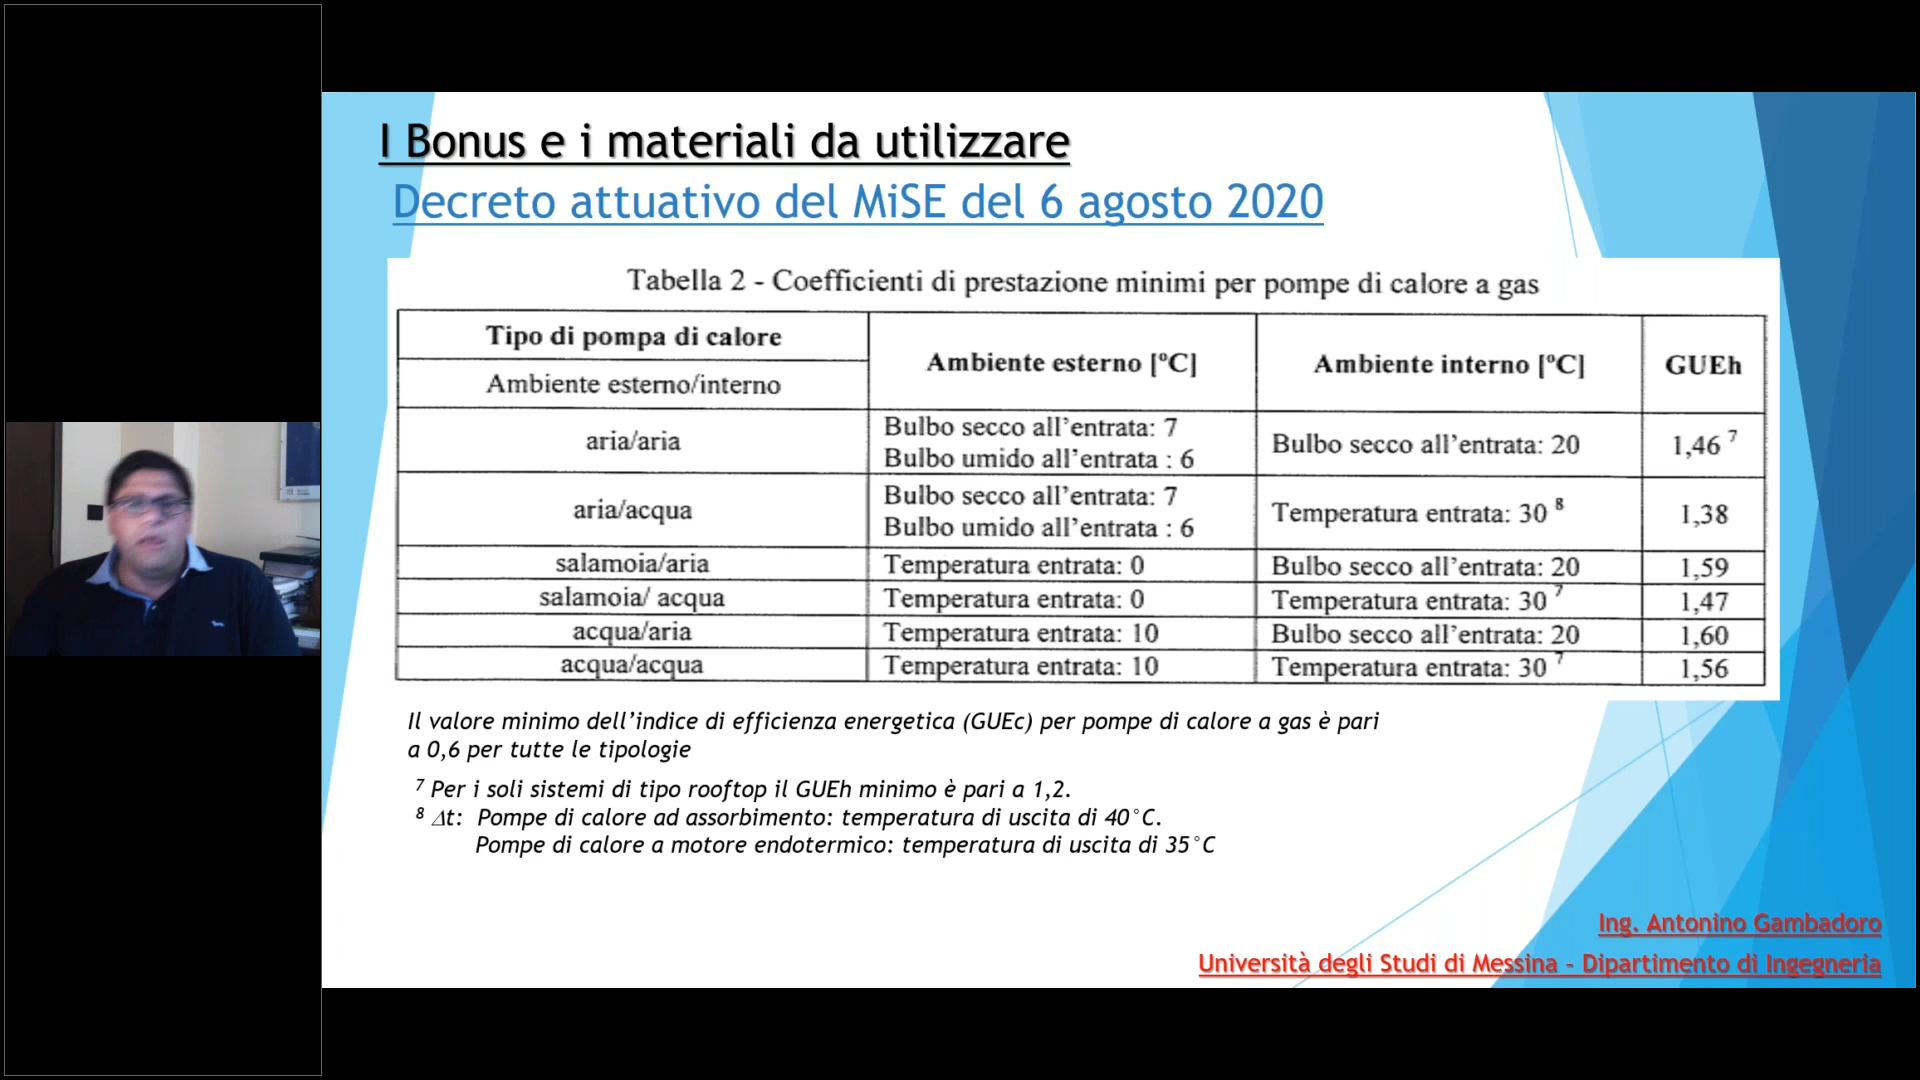 I Bonus e i materiali da utilizzare
Decreto attuativo del MiSE del 6 agosto 2020
Tabella 2 - Coefficienti di prestazione minimi per pompe di calore a gas
Tipo di pompa di calore
Ambiente esterno/interno
Ambiente esterno [°C]
Ambiente interno [°C]
GUEh
aria/aria
Bulbo secco all'entrata: 7
Bulbo umido all'entrata : 6
Bulbo secco all'entrata: 20
1,46 ⁷
aria/acqua
Bulbo secco all'entrata: 7
Bulbo umido all'entrata : 6
Temperatura entrata: 30 ⁸
1,38
salamoia/aria
Temperatura entrata: 0
Bulbo secco all'entrata: 20
1,59
salamoia/ acqua
Temperatura entrata: 0
Temperatura entrata: 30 ⁷
1,47
acqua/aria
Temperatura entrata: 10
Bulbo secco all'entrata: 20
1,60
acqua/acqua
Temperatura entrata: 10
Temperatura entrata: 30 ⁷
1,56
Il valore minimo dell'indice di efficienza energetica (GUEc) per pompe di calore a gas è pari
a 0,6 per tutte le tipologie
⁷ Per i soli sistemi di tipo rooftop il GUEh minimo è pari a 1,2.
⁸ Δt: Pompe di calore ad assorbimento: temperatura di uscita di 40°C.
Pompe di calore a motore endotermico: temperatura di uscita di 35°C
Ing. Antonino Gambadoro
Università degli Studi di Messina – Dipartimento di Ingegneria